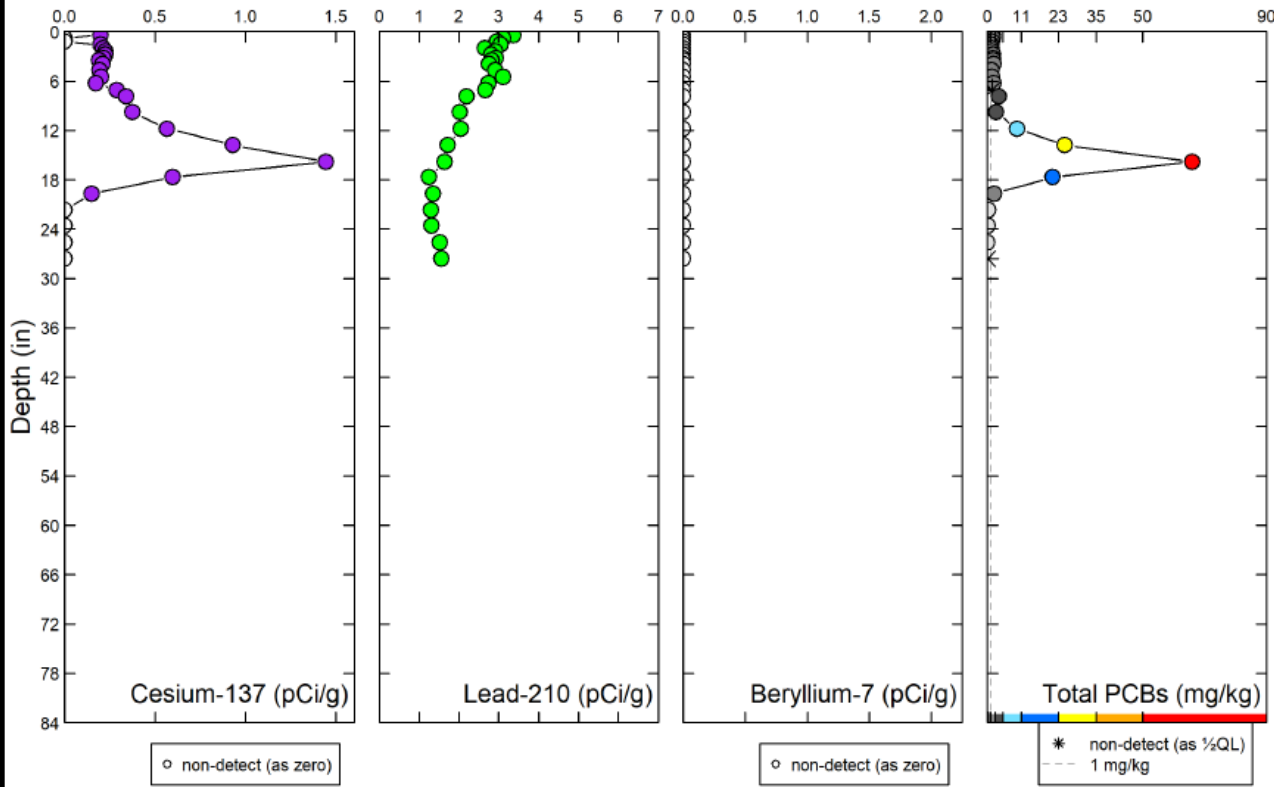 0.0 0.5 1.0 1.5
0 1 2 3 4 5 6 7
0.0 0.5 1.0 1.5 2.0
0 5 11 23 35 50 90
Depth (in)
0
6
12
18
24
30
36
42
48
54
60
66
72
78
84
Cesium-137 (pCi/g)
Lead-210 (pCi/g)
Beryllium-7 (pCi/g)
Total PCBs (mg/kg)
non-detect (as zero)
non-detect (as zero)
non-detect (as ½QL)
1 mg/kg